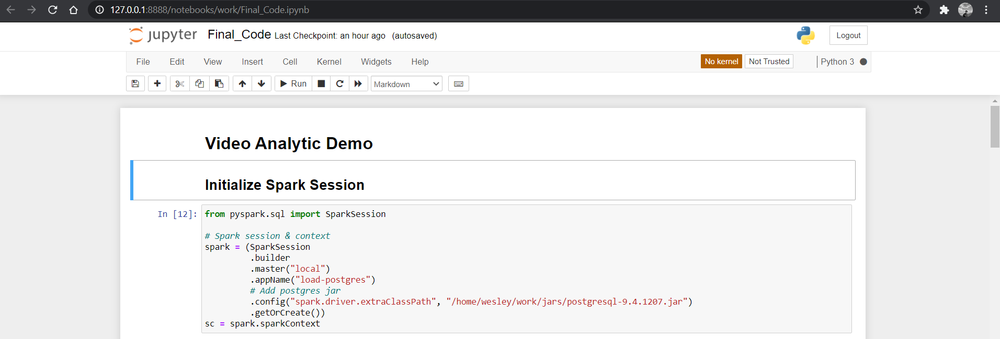 127.0.0.1:8888/notebooks/work/Final_Code.ipynb
jupyter Final_Code Last Checkpoint: an hour ago (autosaved) Logout
File Edit View Insert Cell Kernel Widgets Help No kernel Not Trusted Python 3
Run Markdown
Video Analytic Demo
Initialize Spark Session
In [12]: from pyspark.sql import SparkSession
# Spark session & context
spark = (SparkSession
.builder
.master("local")
.appName("load-postgres")
# Add postgres jar
.config("spark.driver.extraClassPath", "/home/wesley/work/jars/postgresql-9.4.1207.jar")
.getOrCreate())
sc = spark.sparkContext